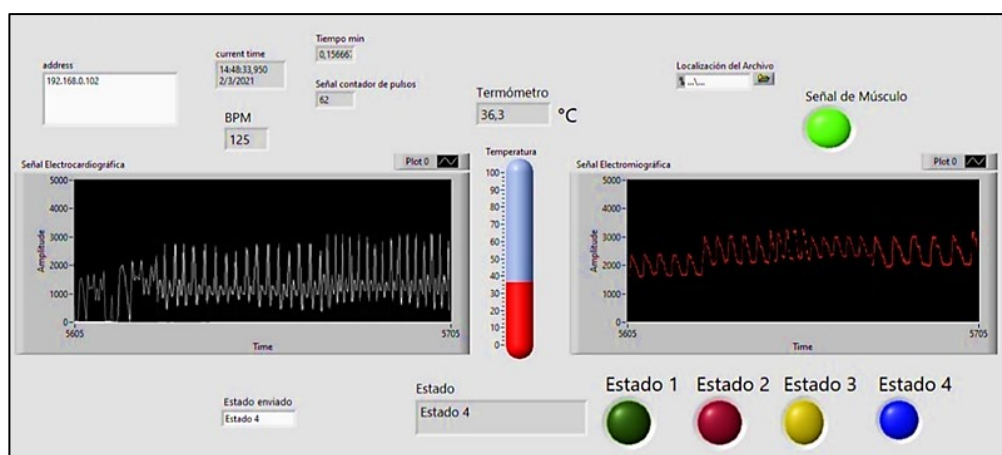 address
192.168.0.102
current time
14:48:33,950
2/3/2021
Tiempo min
0,15666
Señal contador de pulsos
62
BPM
125
Termómetro
36,3 °C
Localización del Archivo
Señal de Músculo
Señal Electrocardiográfica
Plot 0
5000
4000
3000
2000
1000
0
Amplitude
5605
5705
Time
Temperatura
100
90
80
70
60
50
40
30
20
10
0
Señal Electromiográfica
Plot 0
5000
4000
3000
2000
1000
0
Amplitude
5605
5705
Time
Estado enviado
Estado 4
Estado
Estado 4
Estado 1
Estado 2
Estado 3
Estado 4